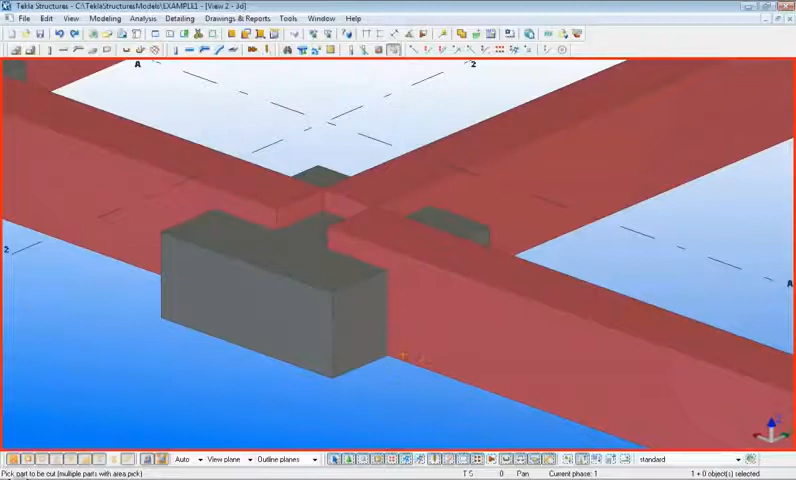 Tekla Structures - C:\TeklaStructuresModels\EXAMPLE1 - [View 2 - 3d]
File Edit View Modeling Analysis Detailing Drawings & Reports Tools Window Help
A
2
2
A
Auto View plane Outline planes standard
Pick part to be cut (multiple parts with area pick) T S 0 Pan Current phase: 1 1 + 0 object(s) selected